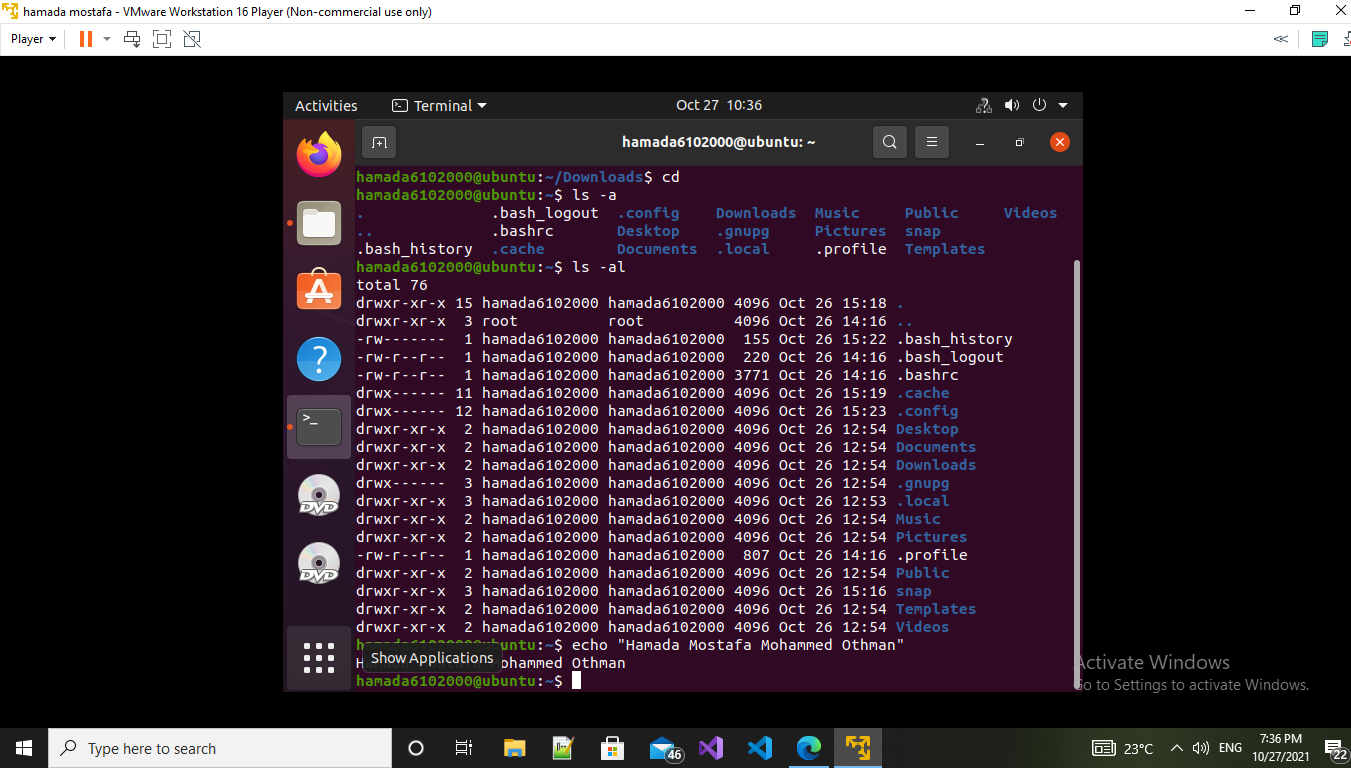 hamada mostafa - VMware Workstation 16 Player (Non-commercial use only)
Player
Activities
Terminal
Oct 27 10:36
hamada6102000@ubuntu: ~
hamada6102000@ubuntu:~/Downloads$ cd
hamada6102000@ubuntu:~$ ls -a
. .bash_logout .config Downloads Music Public Videos
.. .bashrc Desktop .gnupg Pictures snap
.bash_history .cache Documents .local .profile Templates
hamada6102000@ubuntu:~$ ls -al
total 76
drwxr-xr-x 15 hamada6102000 hamada6102000 4096 Oct 26 15:18 .
drwxr-xr-x 3 root root 4096 Oct 26 14:16 ..
-rw------- 1 hamada6102000 hamada6102000 155 Oct 26 15:22 .bash_history
-rw-r--r-- 1 hamada6102000 hamada6102000 220 Oct 26 14:16 .bash_logout
-rw-r--r-- 1 hamada6102000 hamada6102000 3771 Oct 26 14:16 .bashrc
drwx------ 11 hamada6102000 hamada6102000 4096 Oct 26 15:19 .cache
drwx------ 12 hamada6102000 hamada6102000 4096 Oct 26 15:23 .config
drwxr-xr-x 2 hamada6102000 hamada6102000 4096 Oct 26 12:54 Desktop
drwxr-xr-x 2 hamada6102000 hamada6102000 4096 Oct 26 12:54 Documents
drwxr-xr-x 2 hamada6102000 hamada6102000 4096 Oct 26 12:54 Downloads
drwx------ 3 hamada6102000 hamada6102000 4096 Oct 26 12:54 .gnupg
drwxr-xr-x 3 hamada6102000 hamada6102000 4096 Oct 26 12:53 .local
drwxr-xr-x 2 hamada6102000 hamada6102000 4096 Oct 26 12:54 Music
drwxr-xr-x 2 hamada6102000 hamada6102000 4096 Oct 26 12:54 Pictures
-rw-r--r-- 1 hamada6102000 hamada6102000 807 Oct 26 14:16 .profile
drwxr-xr-x 2 hamada6102000 hamada6102000 4096 Oct 26 12:54 Public
drwxr-xr-x 3 hamada6102000 hamada6102000 4096 Oct 26 15:16 snap
drwxr-xr-x 2 hamada6102000 hamada6102000 4096 Oct 26 12:54 Templates
drwxr-xr-x 2 hamada6102000 hamada6102000 4096 Oct 26 12:54 Videos
hamada6102000@ubuntu:~$ echo "Hamada Mostafa Mohammed Othman"
Show Applications
ohammed Othman
hamada6102000@ubuntu:~$
DVD
DVD
Activate Windows
Go to Settings to activate Windows.
Type here to search
46
23°C
ENG
7:36 PM
10/27/2021
22